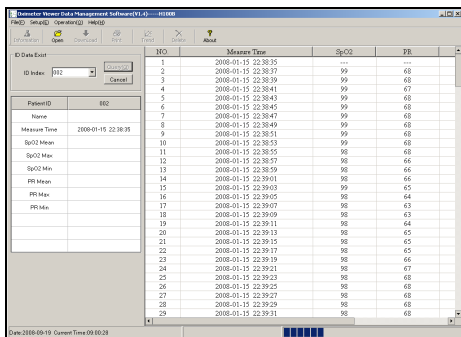 Oximeter Viewer Data Management Software(V1.4)-----H100B
File(F) Setup(S) Operation(O) Help(H)
Information Open Download Print Trend Delete About
ID Data Exist
ID Index 002 Query(Q)
Cancel
Patient ID 002
Name
Measure Time 2008-01-15 22:38:35
SpO2 Mean
SpO2 Max
SpO2 Min
PR Mean
PR Max
PR Min
NO. Measure Time SpO2 PR
1 2008-01-15 22:38:35 --- ---
2 2008-01-15 22:38:37 99 68
3 2008-01-15 22:38:39 99 68
4 2008-01-15 22:38:41 99 67
5 2008-01-15 22:38:43 99 68
6 2008-01-15 22:38:45 99 68
7 2008-01-15 22:38:47 99 68
8 2008-01-15 22:38:49 99 68
9 2008-01-15 22:38:51 99 68
10 2008-01-15 22:38:53 99 68
11 2008-01-15 22:38:55 98 68
12 2008-01-15 22:38:57 98 66
13 2008-01-15 22:38:59 98 66
14 2008-01-15 22:39:01 98 66
15 2008-01-15 22:39:03 99 65
16 2008-01-15 22:39:05 98 64
17 2008-01-15 22:39:07 98 63
18 2008-01-15 22:39:09 98 63
19 2008-01-15 22:39:11 98 64
20 2008-01-15 22:39:13 98 65
21 2008-01-15 22:39:15 98 65
22 2008-01-15 22:39:17 98 65
23 2008-01-15 22:39:19 98 66
24 2008-01-15 22:39:21 98 67
25 2008-01-15 22:39:23 98 68
26 2008-01-15 22:39:25 98 68
27 2008-01-15 22:39:27 98 68
28 2008-01-15 22:39:29 98 68
29 2008-01-15 22:39:31 98 68
Date:2008-09-19 Current Time:09:00:28